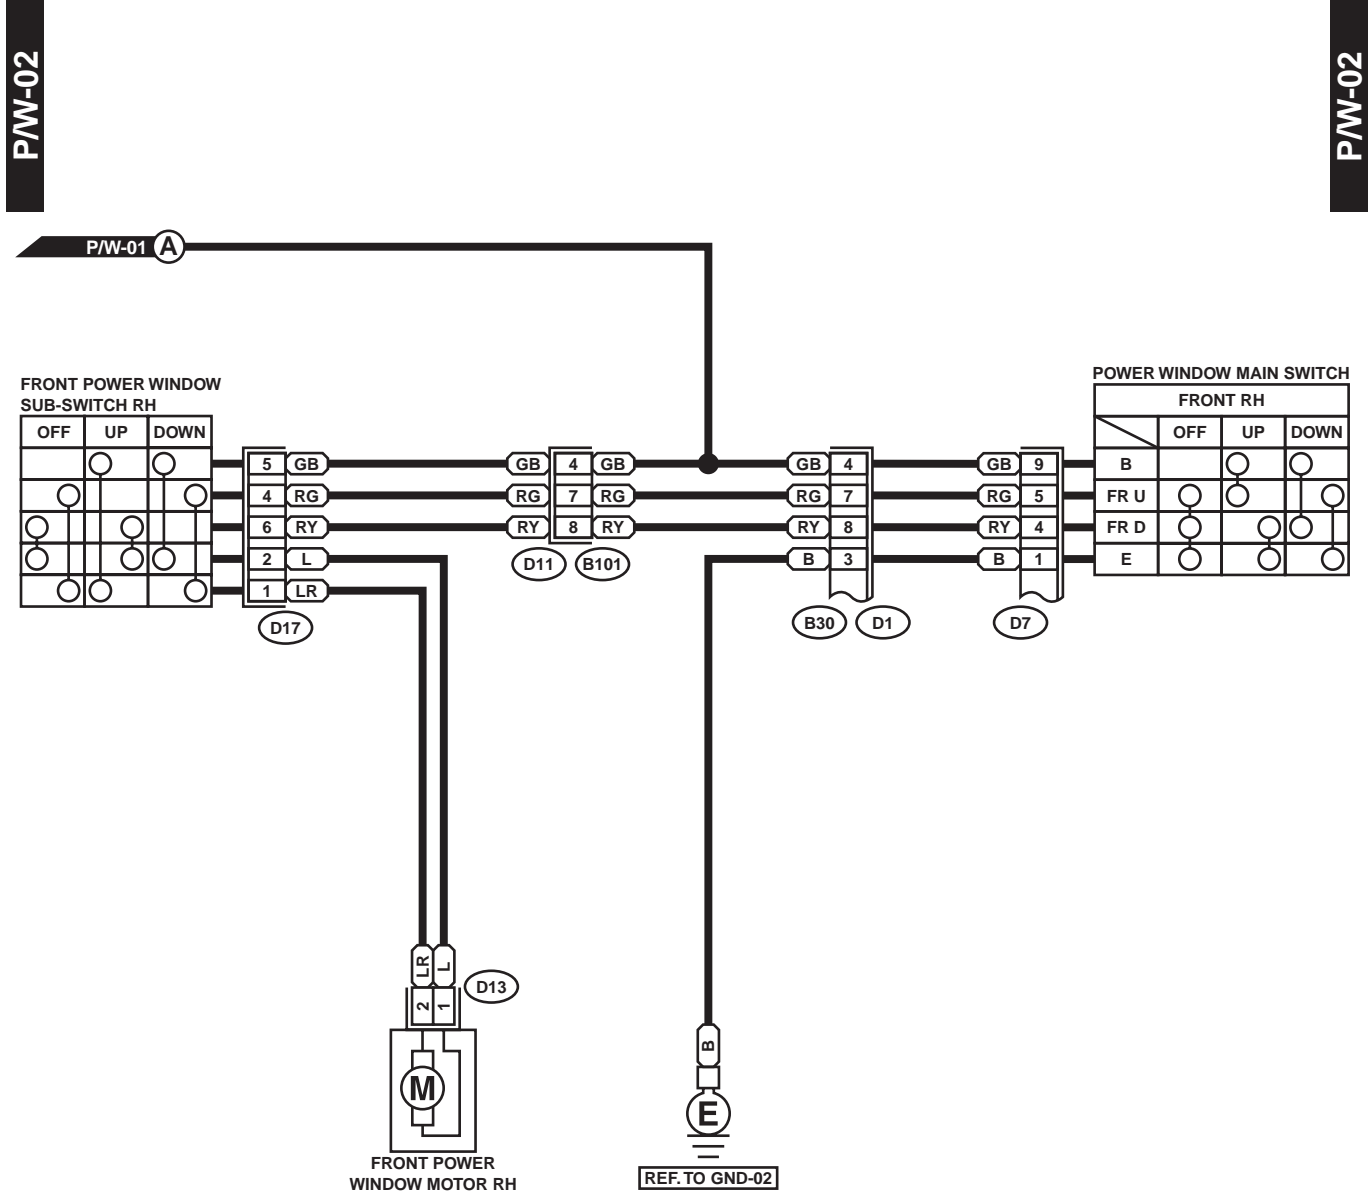 P/W-02
P/W-02
P/W-01 A
POWER WINDOW MAIN SWITCH
FRONT RH
OFF UP DOWN
B
FR U
FR D
E
FRONT POWER WINDOW
SUB-SWITCH RH
OFF UP DOWN
5 GB GB 4 GB GB 4 GB 9
4 RG RG 7 RG RG 7 RG 5
6 RY RY 8 RY RY 8 RY 4
2 L B 3 B 1
1 LR
D17
D11 B101
B30 D1
D7
LR L
2 1
D13
M
FRONT POWER
WINDOW MOTOR RH
B
E
REF. TO GND-02